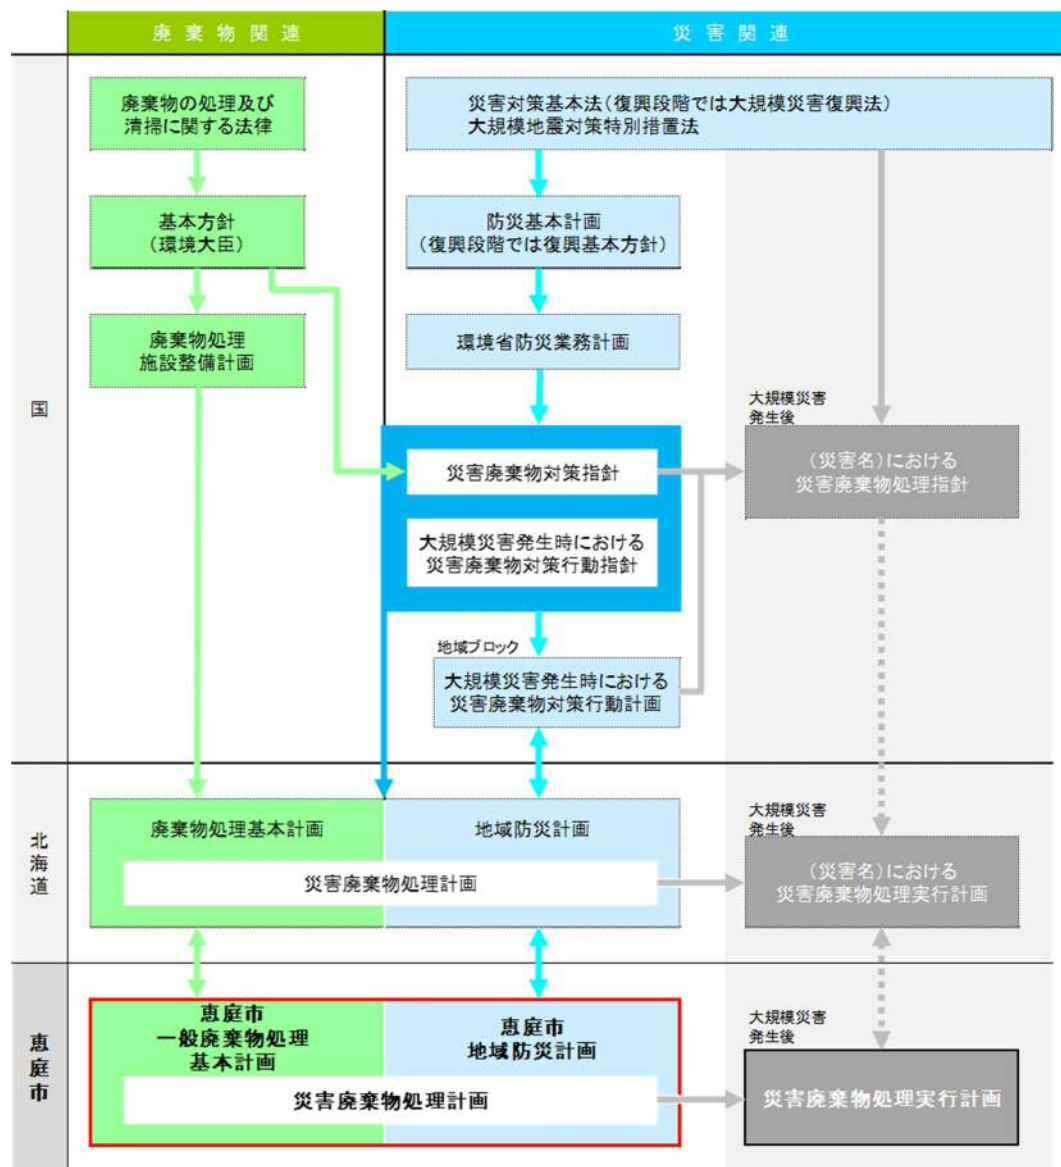 廃棄物関連
災害関連
国
廃棄物の処理及び
清掃に関する法律
災害対策基本法(復興段階では大規模災害復興法)
大規模地震対策特別措置法
基本方針
(環境大臣)
防災基本計画
(復興段階では復興基本方針)
廃棄物処理
施設整備計画
環境省防災業務計画
災害廃棄物対策指針
大規模災害発生時における
災害廃棄物対策行動指針
大規模災害
発生後
(災害名)における
災害廃棄物処理指針
地域ブロック
大規模災害発生時における
災害廃棄物対策行動計画
北海道
廃棄物処理基本計画
地域防災計画
災害廃棄物処理計画
大規模災害
発生後
(災害名)における
災害廃棄物処理実行計画
恵庭市
恵庭市
一般廃棄物処理
基本計画
恵庭市
地域防災計画
災害廃棄物処理計画
大規模災害
発生後
災害廃棄物処理実行計画